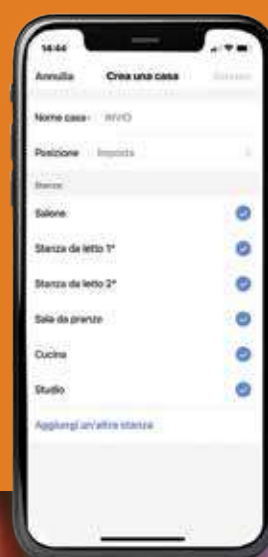 14:44
Annulla Crea una casa
Nome casa* INVIO
Posizione Imposta
Stanze
Salone
Stanza da letto 1°
Stanza da letto 2°
Sala da pranzo
Cucina
Studio
Aggiungi un'altra stanza